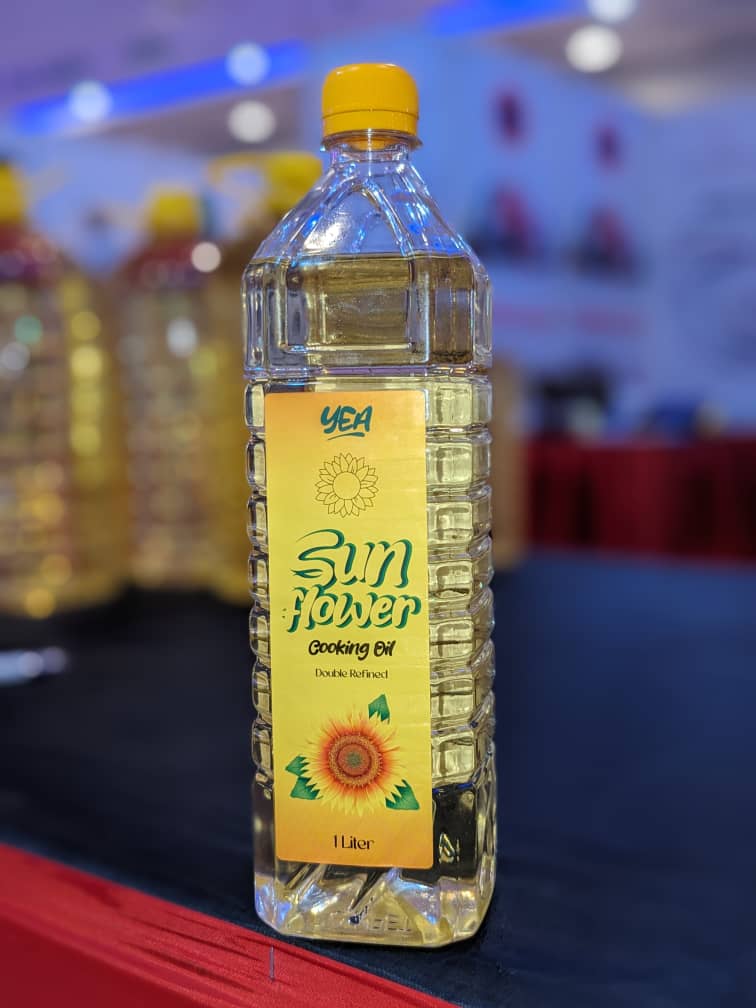 YEA
Sun
flower
Cooking Oil
Double Refined
1 Liter